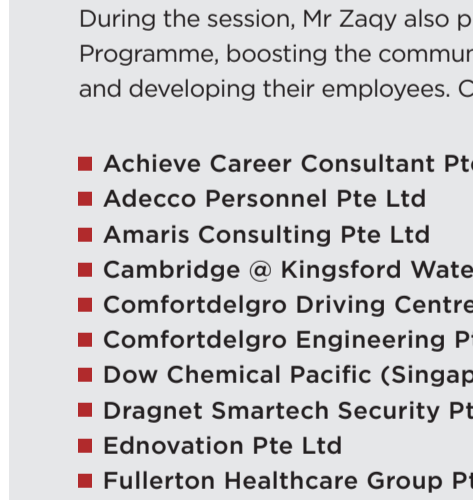 During the session, Mr Zaqy also p
Programme, boosting the commun
and developing their employees. C
■ Achieve Career Consultant Pte
■ Adecco Personnel Pte Ltd
■ Amaris Consulting Pte Ltd
■ Cambridge @ Kingsford Wate
■ Comfortdelgro Driving Centre
■ Comfortdelgro Engineering Pt
■ Dow Chemical Pacific (Singap
■ Dragnet Smartech Security Pt
■ Ednovation Pte Ltd
■ Fullerton Healthcare Group Pt